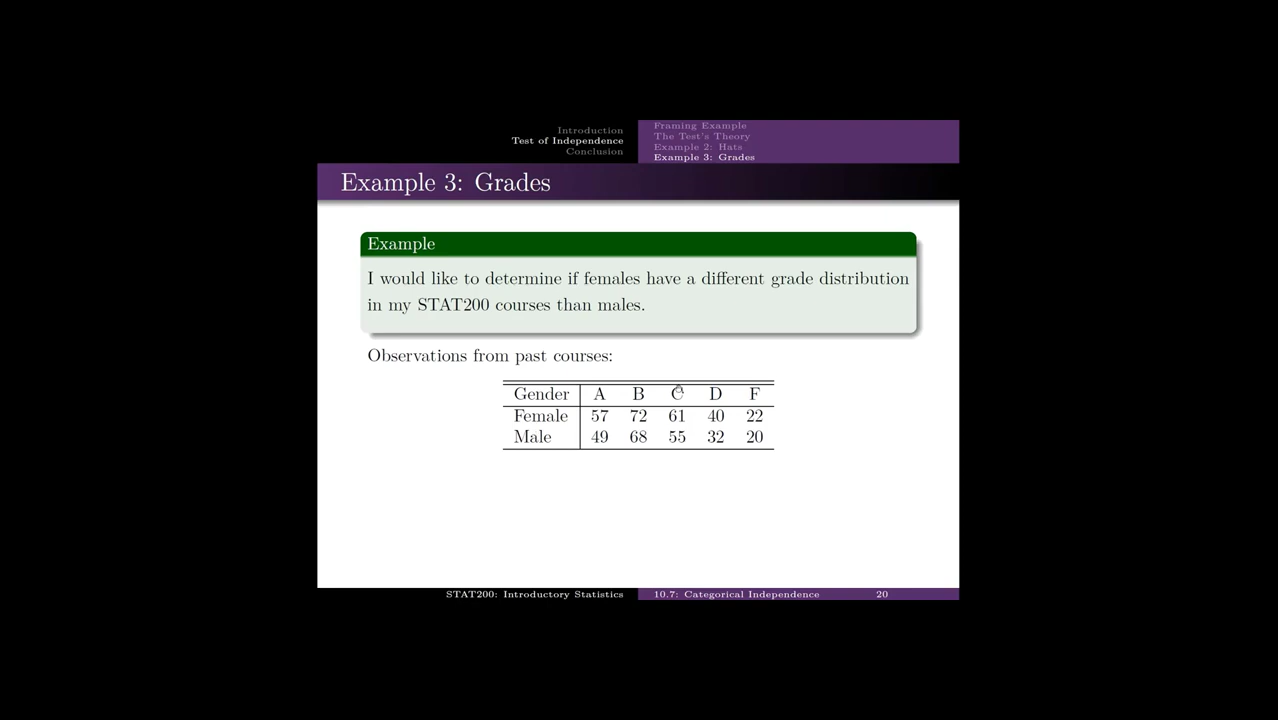 Introduction
Test of Independence
Conclusion
Framing Example
The Test's Theory
Example 2: Hats
Example 3: Grades
Example 3: Grades
Example
I would like to determine if females have a different grade distribution
in my STAT200 courses than males.
Observations from past courses:
Gender A B C D F
Female 57 72 61 40 22
Male 49 68 55 32 20
STAT200: Introductory Statistics 10.7: Categorical Independence 20